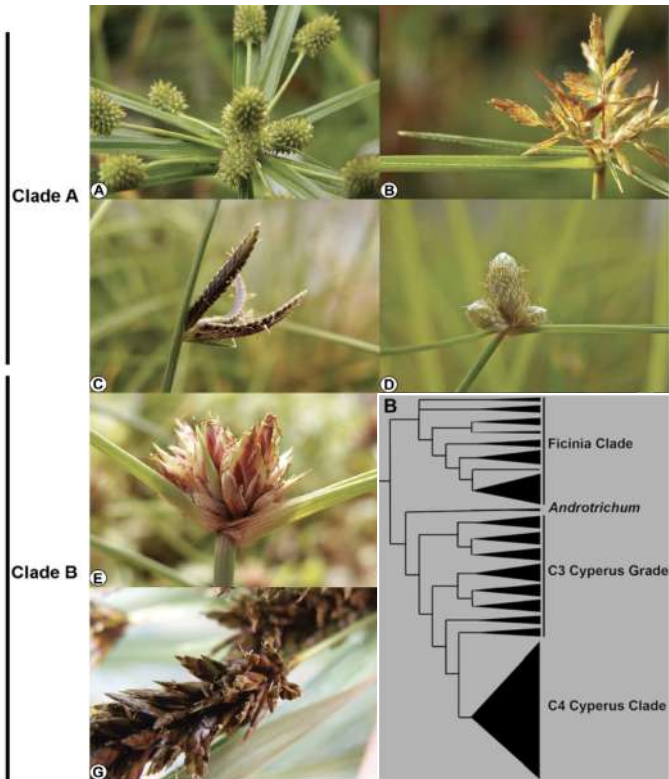 Clade A
A
B
C
D
Clade B
E
G
B
Ficinia Clade
Androtrichum
C3 Cyperus Grade
C4 Cyperus Clade